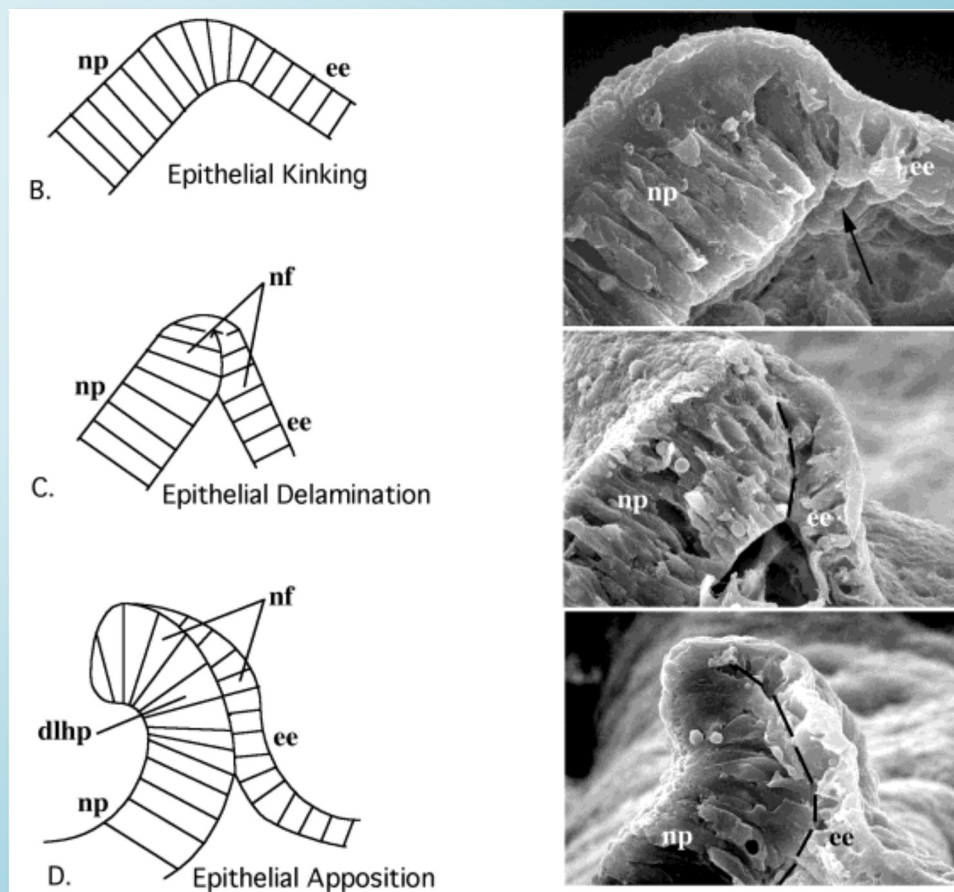 np
ee
B.
Epithelial Kinking
np
ee
nf
np
ee
C.
Epithelial Delamination
np
ee
nf
dlhp
ee
np
D.
Epithelial Apposition
np
ee